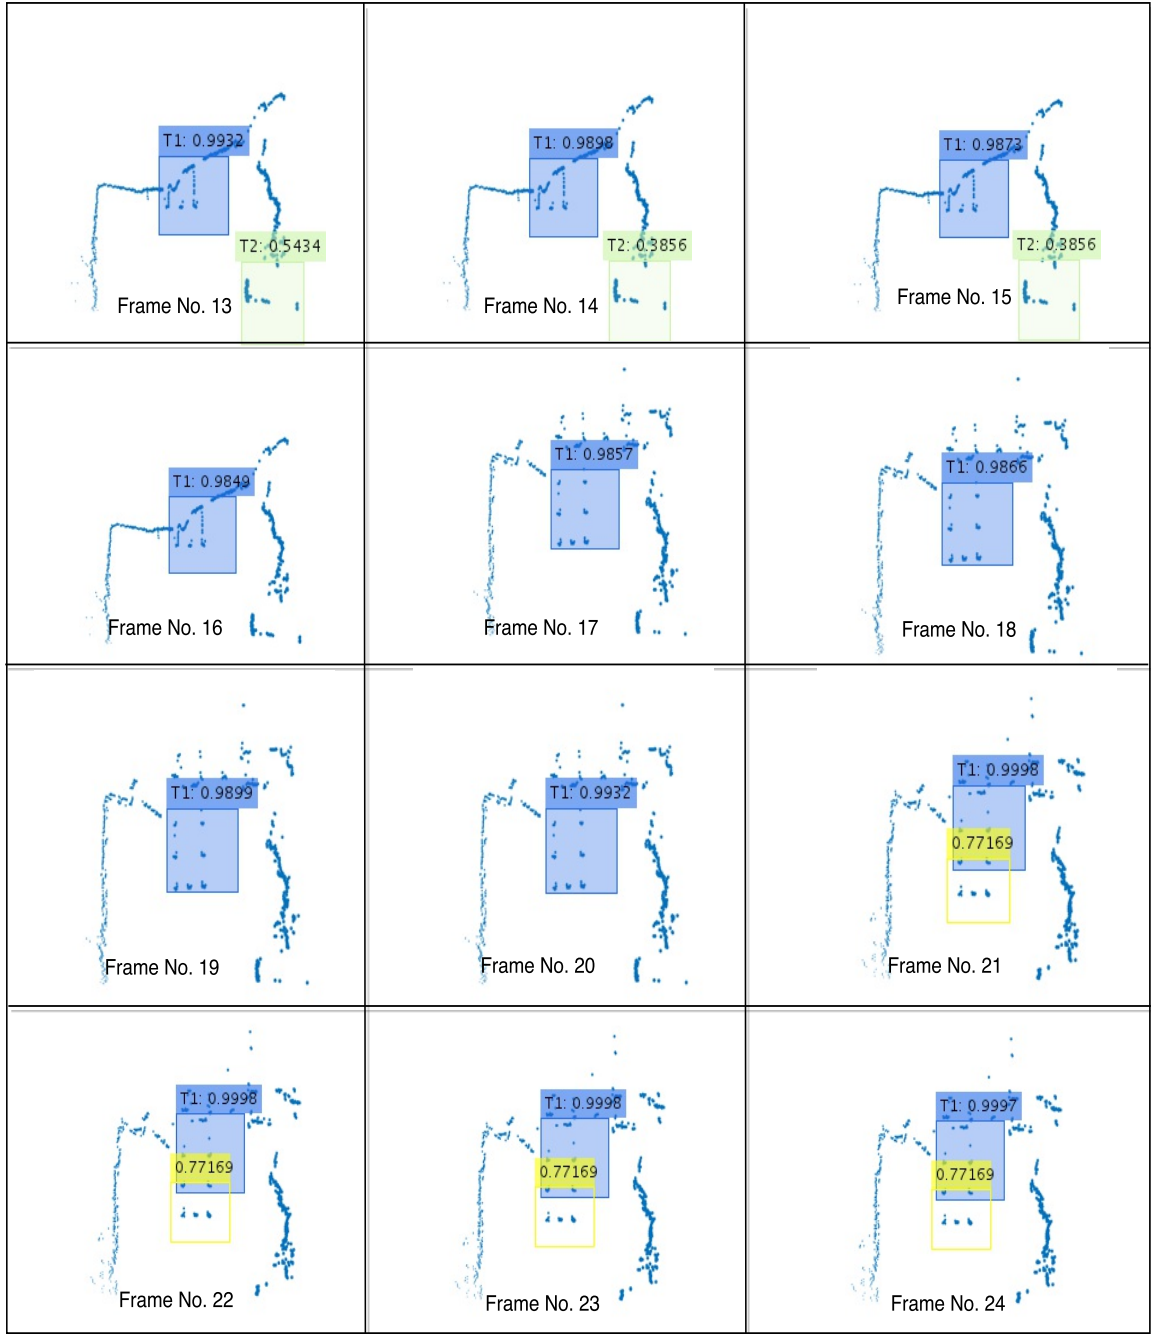 T1: 0.9932
T2: 0.5434
Frame No. 13
T1: 0.9898
T2: 0.3856
Frame No. 14
T1: 0.9873
T2: 0.3856
Frame No. 15
T1: 0.9849
Frame No. 16
T1: 0.9857
Frame No. 17
T1: 0.9866
Frame No. 18
T1: 0.9899
Frame No. 19
T1: 0.9932
Frame No. 20
T1: 0.9998
0.77169
Frame No. 21
T1: 0.9998
0.77169
Frame No. 22
T1: 0.9998
0.77169
Frame No. 23
T1: 0.9997
0.77169
Frame No. 24